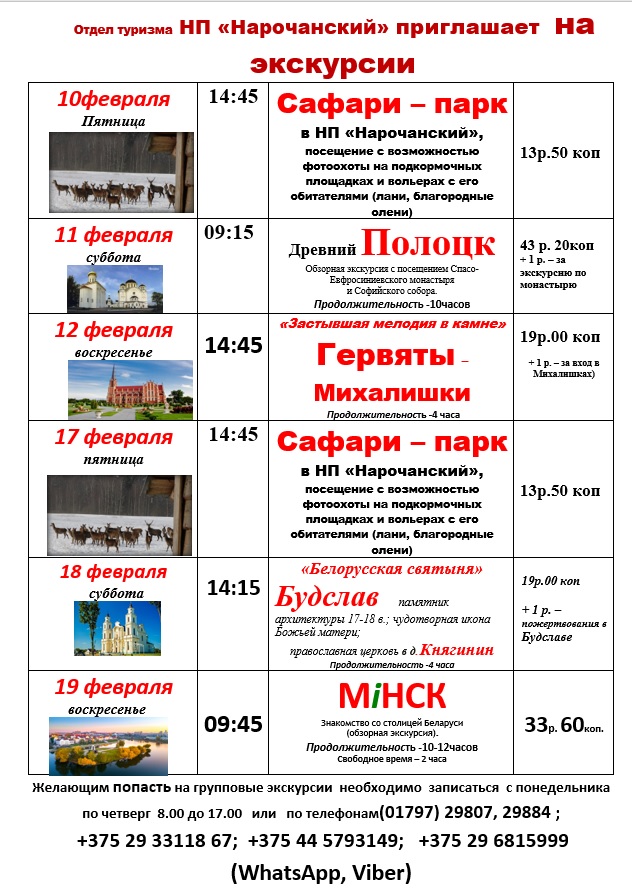 Отдел туризма НП «Нарочанский» приглашает на
экскурсии
10февраля
Пятница
14:45
Сафари – парк
в НП «Нарочанский»,
посещение с возможностью
фотоохоты на подкормочных
площадках и вольерах с его
обитателями (лани, благородные
олени)
13р.50 коп
11 февраля
суббота
09:15
Древний Полоцк
Обзорная экскурсия с посещением Спасо-
Евфросиниевского монастыря
и Софийского собора.
Продолжительность -10часов
43 р. 20коп
+ 1 р. – за
экскурсию по
монастырю
12 февраля
воскресенье
14:45
«Застывшая мелодия в камне»
Гервяты –
Михалишки
Продолжительность -4 часа
19р.00 коп
+ 1 р. – за вход в
Михалишках)
17 февраля
пятница
14:45
Сафари – парк
в НП «Нарочанский»,
посещение с возможностью
фотоохоты на подкормочных
площадках и вольерах с его
обитателями (лани, благородные
олени)
13р.50 коп
18 февраля
суббота
14:15
«Белорусская святыня»
Будслав памятник
архитектуры 17-18 в.; чудотворная икона
Божьей матери;
православная церковь в д.Княгинин
Продолжительность -4 часа
19р.00 коп
+ 1 р. –
пожертвования в
Будславе
19 февраля
воскресенье
09:45
МіНСК
Знакомство со столицей Беларуси
(обзорная экскурсия).
Продолжительность -10-12часов
Свободное время – 2 часа
33р. 60коп.
Желающим попасть на групповые экскурсии необходимо записаться с понедельника
по четверг 8.00 до 17.00 или по телефонам(01797) 29807, 29884 ;
+375 29 33118 67; +375 44 5793149; +375 29 6815999
(WhatsApp, Viber)